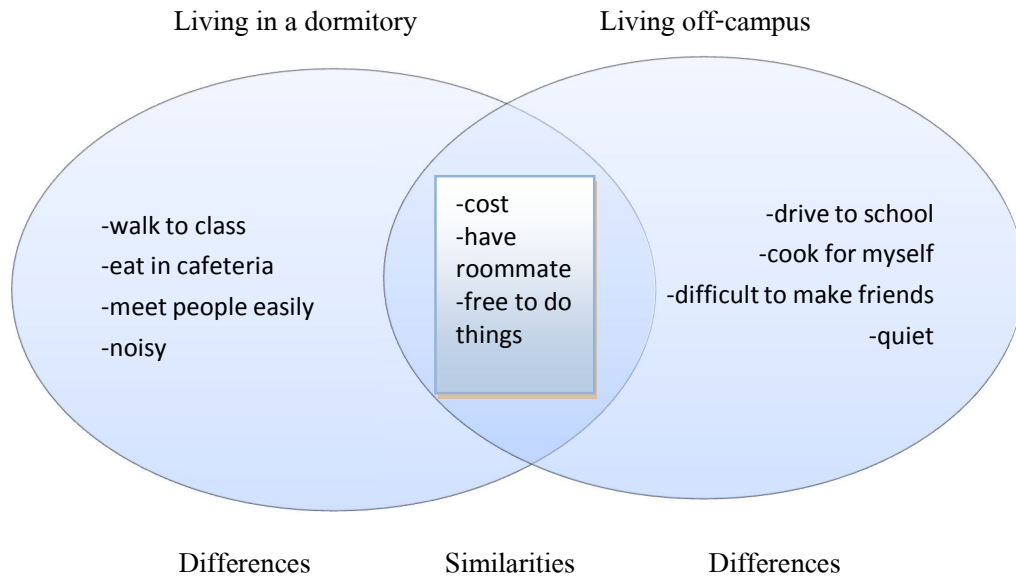 Living in a dormitory
Living off-campus
-walk to class
-eat in cafeteria
-meet people easily
-noisy
-cost
-have
roommate
-free to do
things
-drive to school
-cook for myself
-difficult to make friends
-quiet
Differences
Similarities
Differences